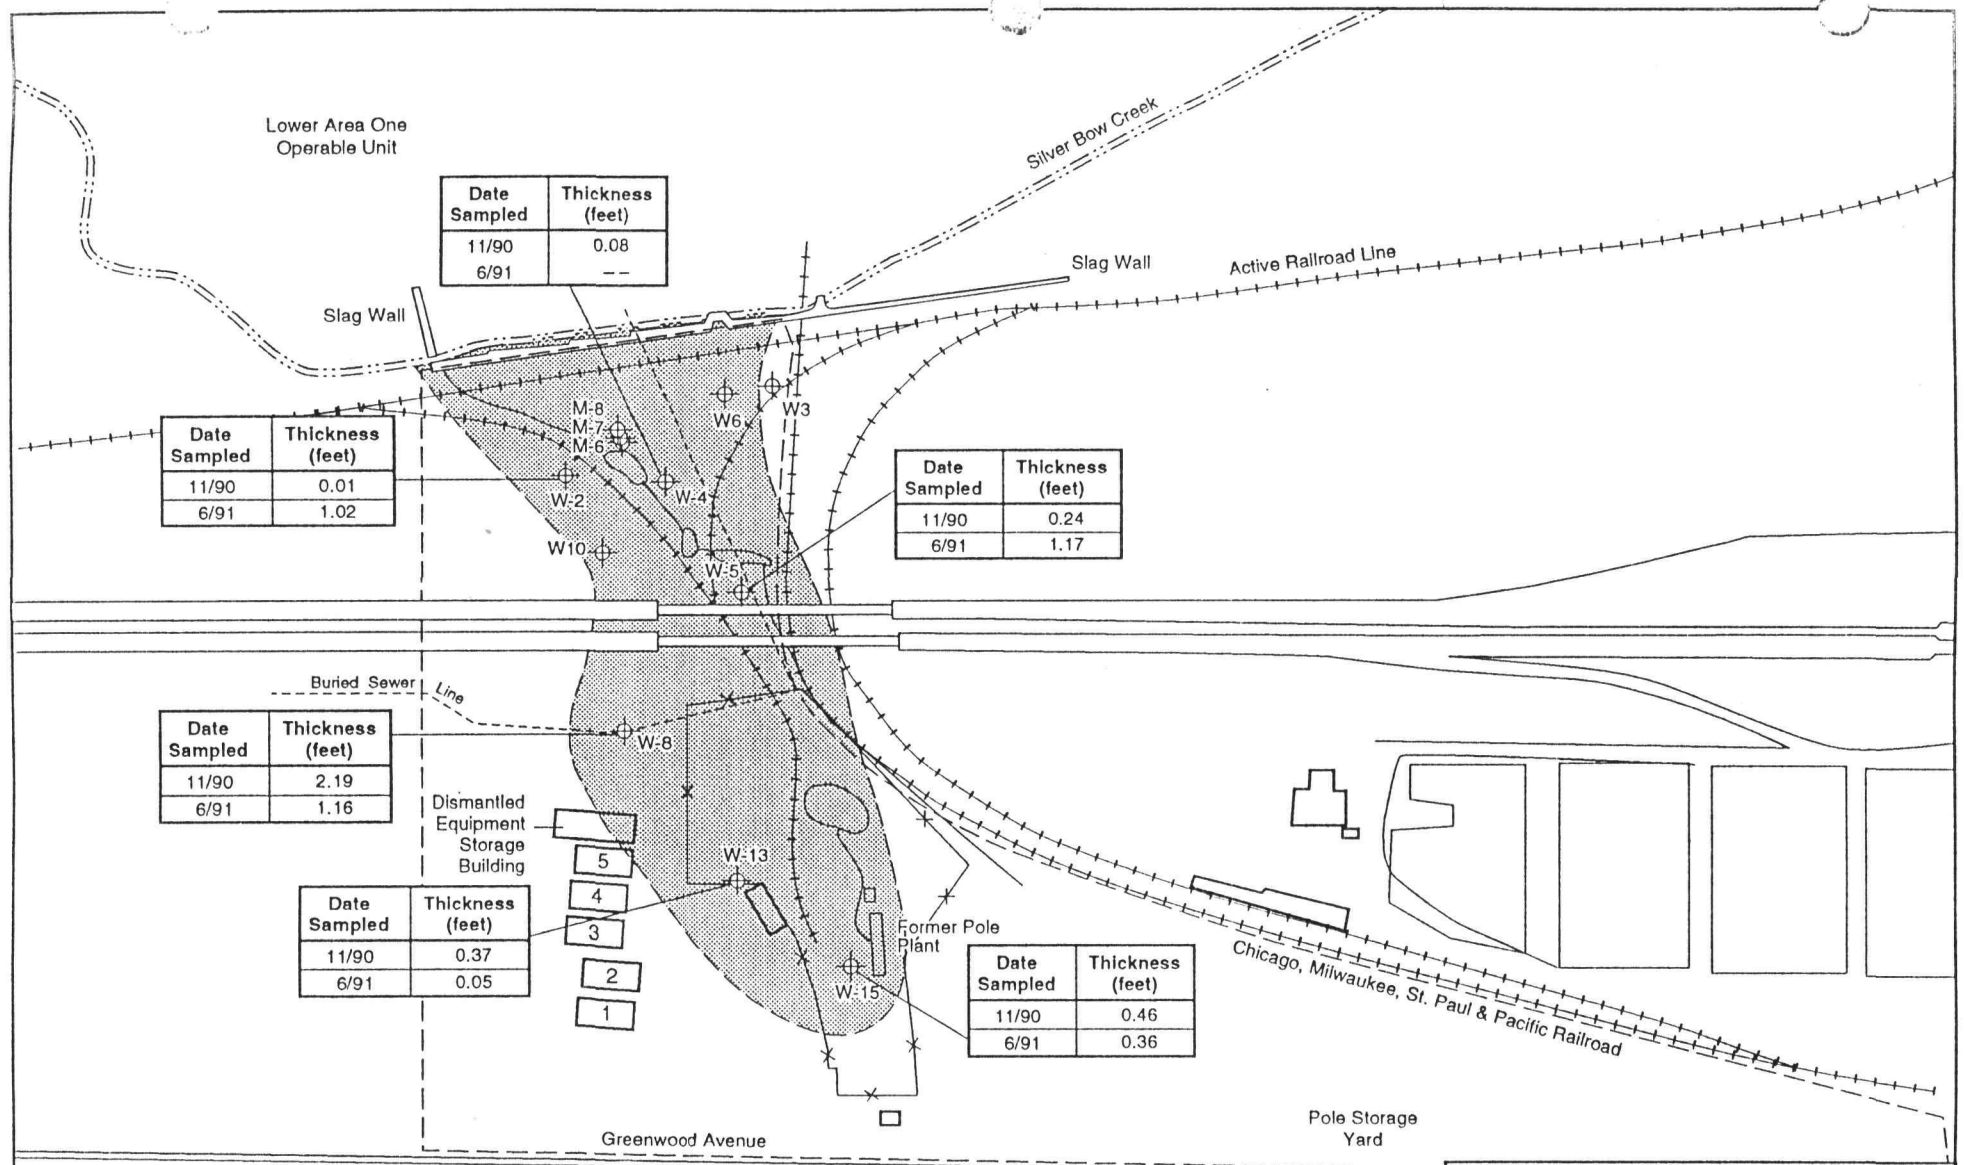 Lower Area One
Operable Unit
Silver Bow Creek
Date Sampled Thickness (feet)
11/90 0.08
6/91 --
Slag Wall
Active Railroad Line
Slag Wall
M-8
M-7
M-6
W6
W3
Date Sampled Thickness (feet)
11/90 0.01
6/91 1.02
W-2
W-4
Date Sampled Thickness (feet)
11/90 0.24
6/91 1.17
W10
W-5
Buried Sewer Line
W-8
Date Sampled Thickness (feet)
11/90 2.19
6/91 1.16
Dismantled
Equipment
Storage
Building
5
4
3
2
1
W-13
Date Sampled Thickness (feet)
11/90 0.37
6/91 0.05
Former Pole
Plant
W-15
Date Sampled Thickness (feet)
11/90 0.46
6/91 0.36
Chicago, Milwaukee, St. Paul & Pacific Railroad
Greenwood Avenue
Pole Storage
Yard